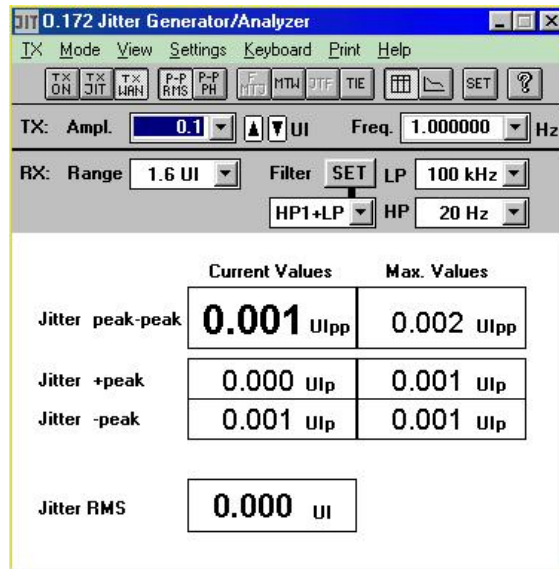 JIT 0.172 Jitter Generator/Analyzer
TX Mode View Settings Keyboard Print Help
TX ON TX JIT TX WAN P-P RMS P-P PH F MTJ MTW JTF TIE SET ?
TX: Ampl. 0.1 UI Freq. 1.000000 Hz
RX: Range 1.6 UI Filter SET LP 100 kHz
HP1+LP HP 20 Hz
Current Values Max. Values
Jitter peak-peak 0.001 UIpp 0.002 UIpp
Jitter +peak 0.000 UIp 0.001 UIp
Jitter -peak 0.001 UIp 0.001 UIp
Jitter RMS 0.000 UI